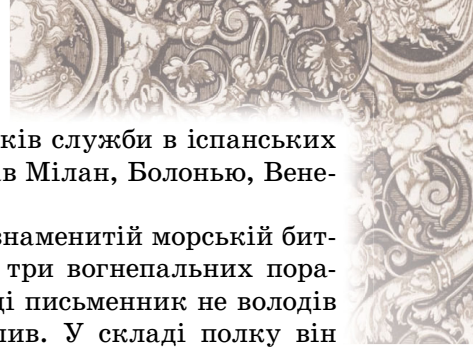 ків служби в іспанських
ів Мілан, Болонью, Вене-
знаменитій морській бит-
три вогнепальних пора-
ді письменник не володів
лив. У складі полку він